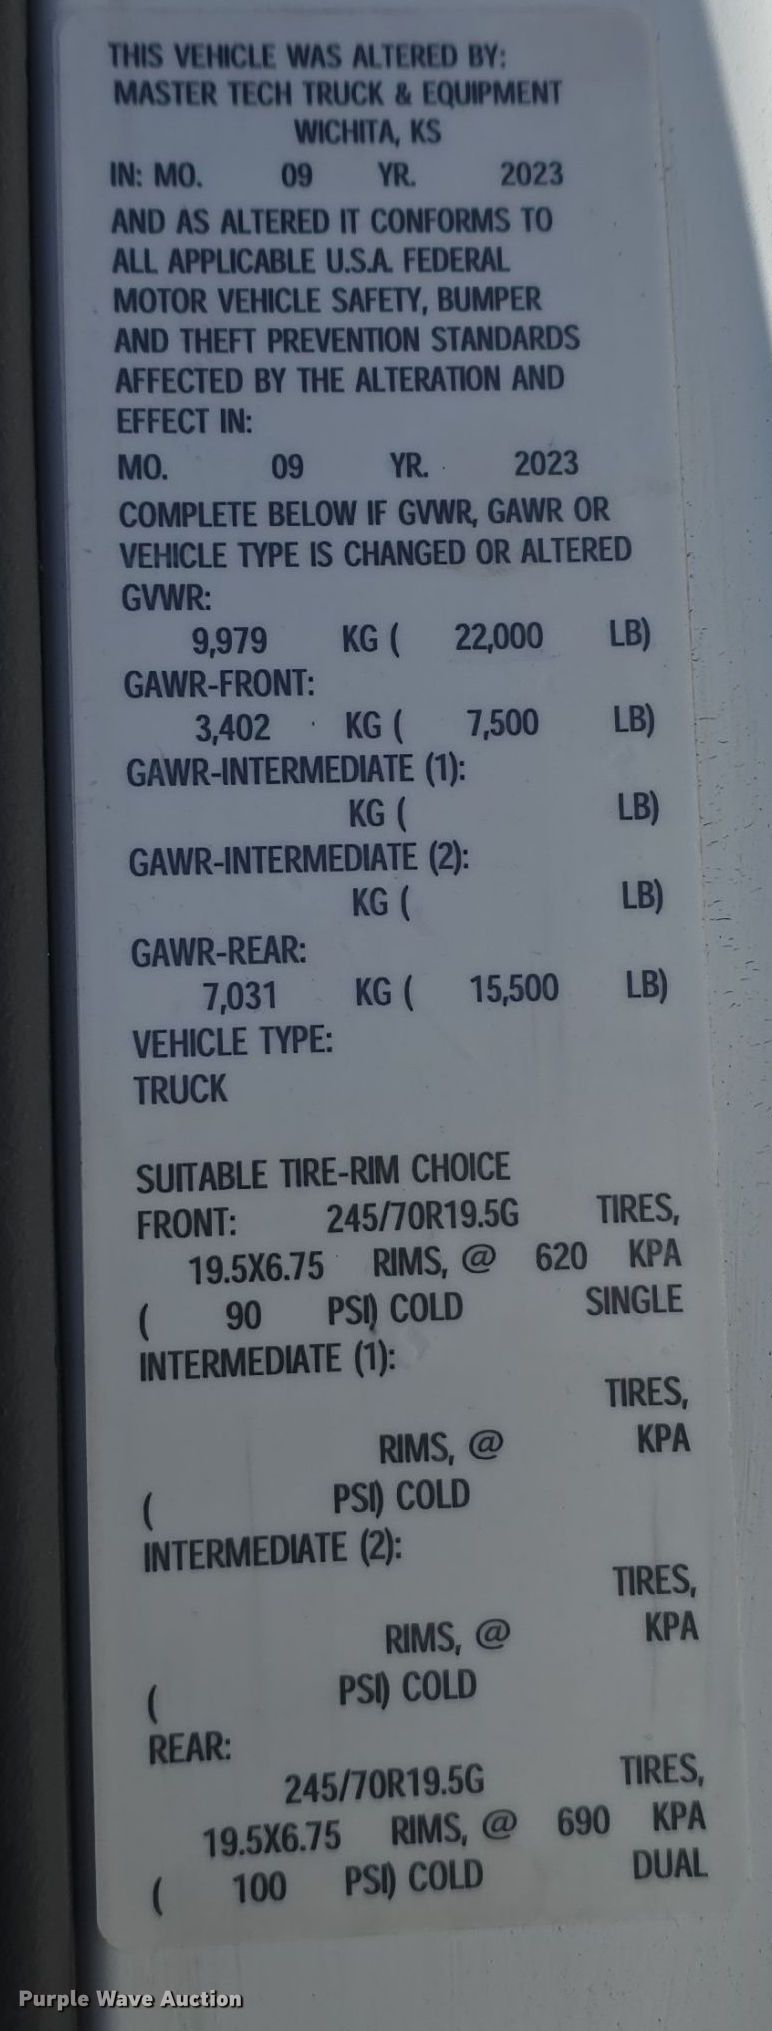 THIS VEHICLE WAS ALTERED BY:
MASTER TECH TRUCK & EQUIPMENT
WICHITA, KS
IN: MO. 09 YR. 2023
AND AS ALTERED IT CONFORMS TO
ALL APPLICABLE U.S.A. FEDERAL
MOTOR VEHICLE SAFETY, BUMPER
AND THEFT PREVENTION STANDARDS
AFFECTED BY THE ALTERATION AND
EFFECT IN:
MO. 09 YR. 2023
COMPLETE BELOW IF GVWR, GAWR OR
VEHICLE TYPE IS CHANGED OR ALTERED
GVWR:
9,979 KG ( 22,000 LB)
GAWR-FRONT:
3,402 KG ( 7,500 LB)
GAWR-INTERMEDIATE (1):
KG ( LB)
GAWR-INTERMEDIATE (2):
KG ( LB)
GAWR-REAR:
7,031 KG ( 15,500 LB)
VEHICLE TYPE:
TRUCK
SUITABLE TIRE-RIM CHOICE
FRONT: 245/70R19.5G TIRES,
19.5X6.75 RIMS, @ 620 KPA
( 90 PSI) COLD SINGLE
INTERMEDIATE (1):
TIRES,
RIMS, @ KPA
( PSI) COLD
INTERMEDIATE (2):
TIRES,
RIMS, @ KPA
( PSI) COLD
REAR:
245/70R19.5G TIRES,
19.5X6.75 RIMS, @ 690 KPA
( 100 PSI) COLD DUAL
Purple Wave Auction